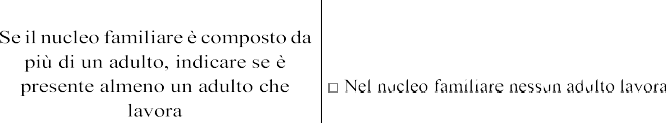 Se il nucleo familiare è composto da
più di un adulto, indicare se è
presente almeno un adulto che
lavora
□ Nel nucleo familiare nessun adulto lavora